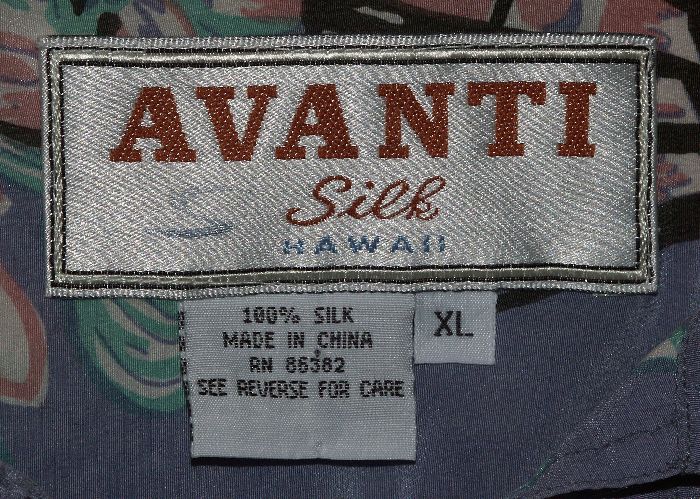 AVANTI
Silk
HAWAII
100% SILK
MADE IN CHINA
RN 86382
SEE REVERSE FOR CARE
XL